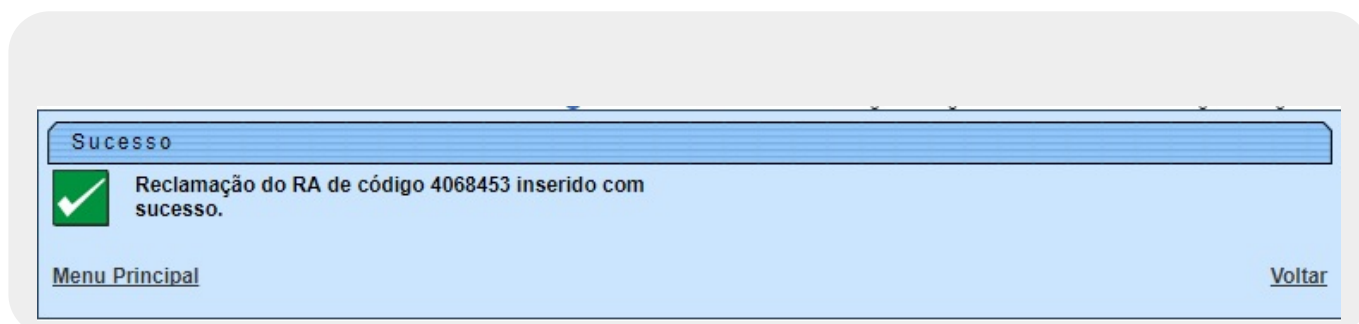 Sucesso
Reclamação do RA de código 4068453 inserido com
sucesso.
Menu Principal
Voltar